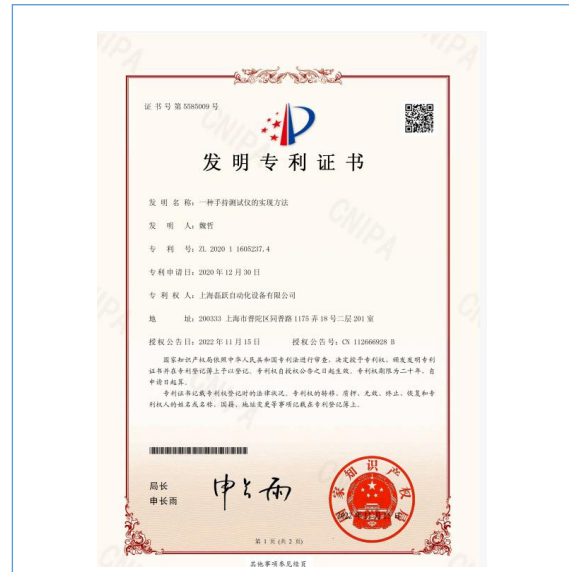 证书号第5585009号
发明专利证书
发明名称：一种手持测试仪的实现方法
发明人：魏哲
专利号：ZL 2020 1 1605237.4
专利申请日：2020年12月30日
专利权人：上海磊跃自动化设备有限公司
地址：200333 上海市普陀区同普路1175弄18号二层201室
授权公告日：2022年11月15日 授权公告号：CN 112666928 B
国家知识产权局依照中华人民共和国专利法进行审查，决定授予专利权，颁发发明专利
证书并在专利登记簿上予以登记。专利权自授权公告之日起生效。专利权期限为二十年，自
申请日起算。
专利证书记载专利权登记时的法律状况。专利权的转移、质押、无效、终止、恢复和专
利权人的姓名或名称、国籍、地址变更等事项记载在专利登记簿上。
局长
申长雨
申长雨
国家知识产权局
第 1 页 (共 2 页)
其他事项参见续页
CNIPA
CNIPA
CNIPA